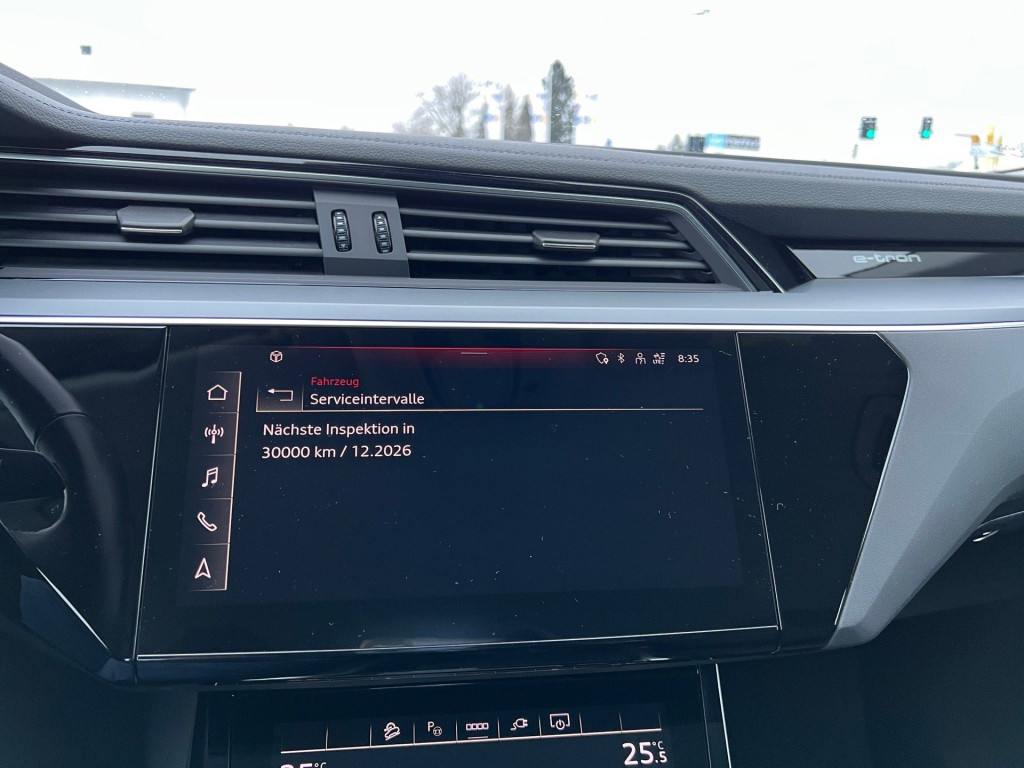 e-tron
8:35
Fahrzeug
Serviceintervalle
Nächste Inspektion in
30000 km / 12.2026
P
25.5 °C